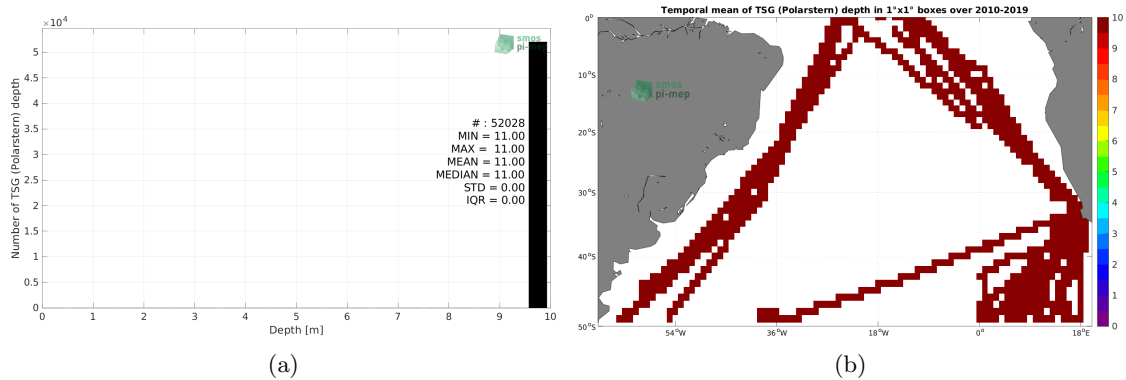 ×10⁴
5
4.5
4
3.5
3
2.5
2
1.5
1
0.5
0
Number of TSG (Polarstern) depth
smos
pi-mep
# : 52028
MIN = 11.00
MAX = 11.00
MEAN = 11.00
MEDIAN = 11.00
STD = 0.00
IQR = 0.00
0 1 2 3 4 5 6 7 8 9 10
Depth [m]
(a)
Temporal mean of TSG (Polarstern) depth in 1°x1° boxes over 2010-2019
0°
10°S
20°S
30°S
40°S
50°S
smos
pi-mep
54°W 36°W 18°W 0° 18°E
10
9
8
7
6
5
4
3
2
1
0
(b)